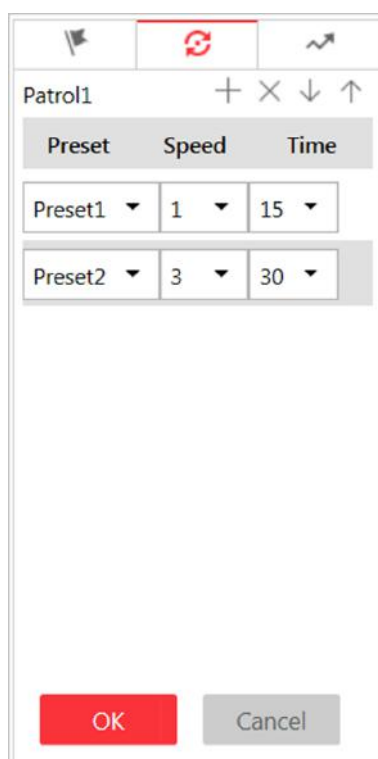 Patrol1
Preset Speed Time
Preset1 1 15
Preset2 3 30
OK Cancel